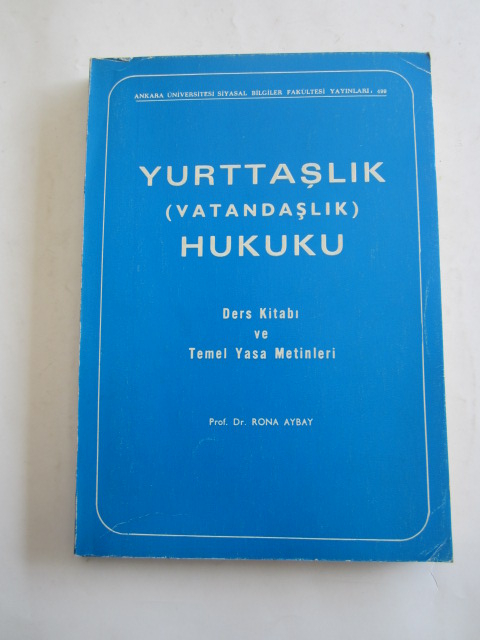 ANKARA ÜNİVERSİTESİ SİYASAL BİLGİLER FAKÜLTESİ YAYINLARI:
YURTTAŞLIK
(VATANDAŞLIK)
HUKUKU
Ders Kitabı
ve
Temel Yasa Metinleri
Prof. Dr. RONA AYBAY